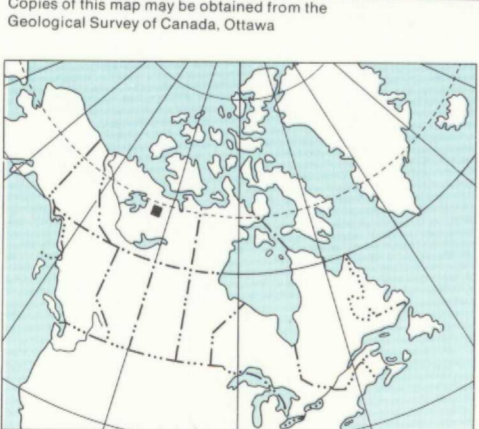 Copies of this map may be obtained from the
Geological Survey of Canada, Ottawa